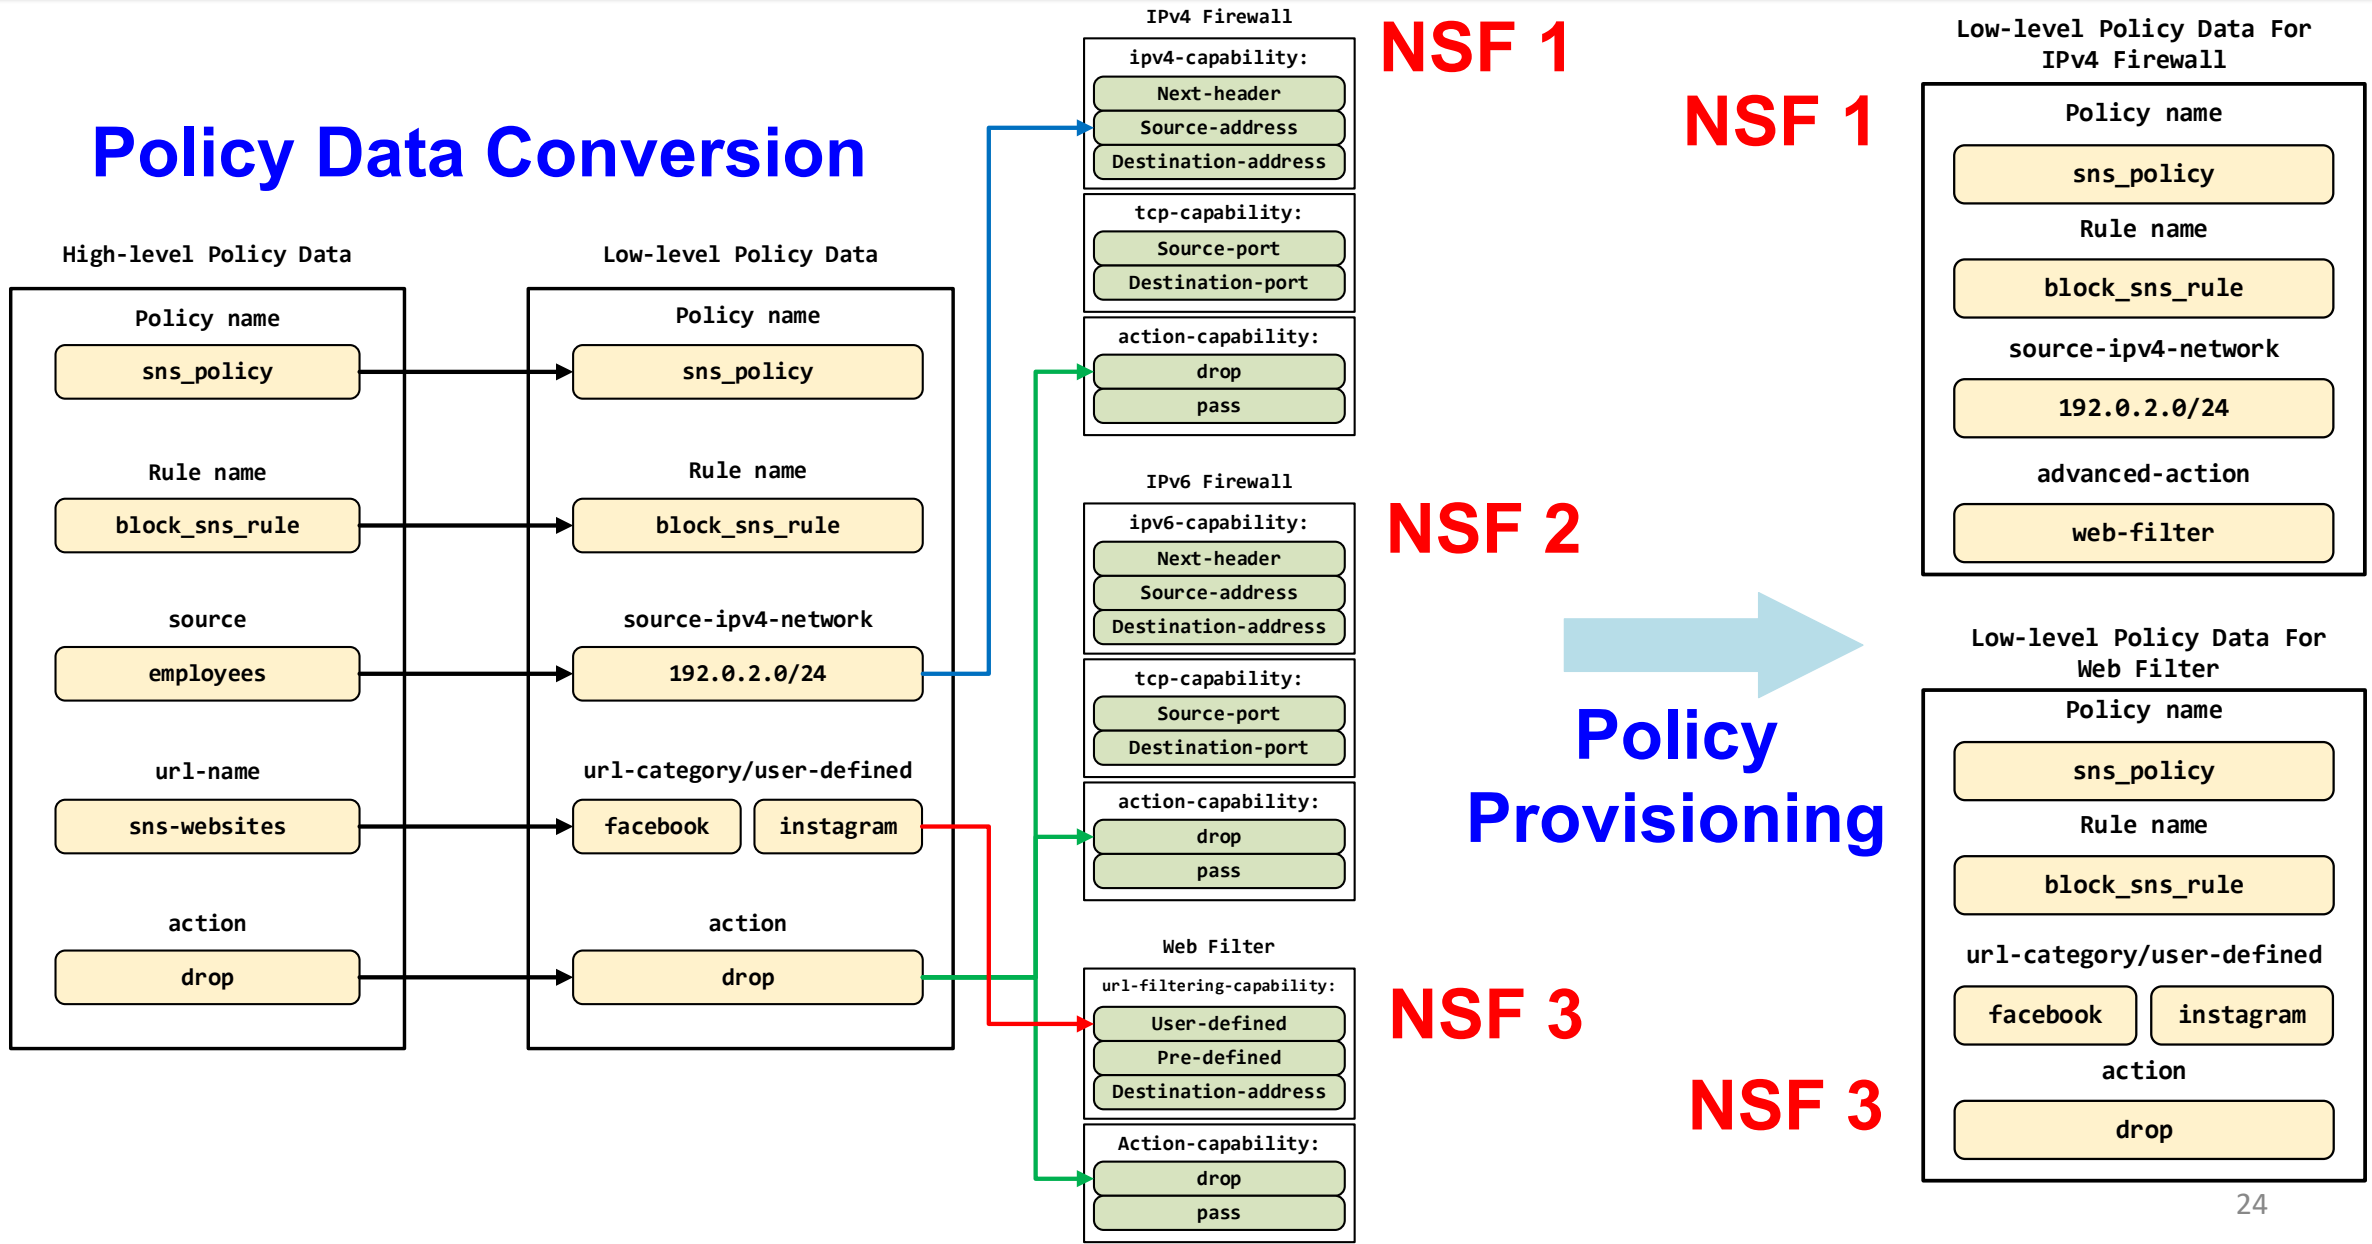 Policy Data Conversion
High-level Policy Data
Policy name
sns_policy
Rule name
block_sns_rule
source
employees
url-name
sns-websites
action
drop
Low-level Policy Data
Policy name
sns_policy
Rule name
block_sns_rule
source-ipv4-network
192.0.2.0/24
url-category/user-defined
facebook
instagram
action
drop
IPv4 Firewall
NSF 1
ipv4-capability:
Next-header
Source-address
Destination-address
tcp-capability:
Source-port
Destination-port
action-capability:
drop
pass
IPv6 Firewall
NSF 2
ipv6-capability:
Next-header
Source-address
Destination-address
tcp-capability:
Source-port
Destination-port
action-capability:
drop
pass
Web Filter
NSF 3
url-filtering-capability:
User-defined
Pre-defined
Destination-address
Action-capability:
drop
pass
Policy
Provisioning
Low-level Policy Data For
IPv4 Firewall
NSF 1
Policy name
sns_policy
Rule name
block_sns_rule
source-ipv4-network
192.0.2.0/24
advanced-action
web-filter
Low-level Policy Data For
Web Filter
NSF 3
Policy name
sns_policy
Rule name
block_sns_rule
url-category/user-defined
facebook
instagram
action
drop
24